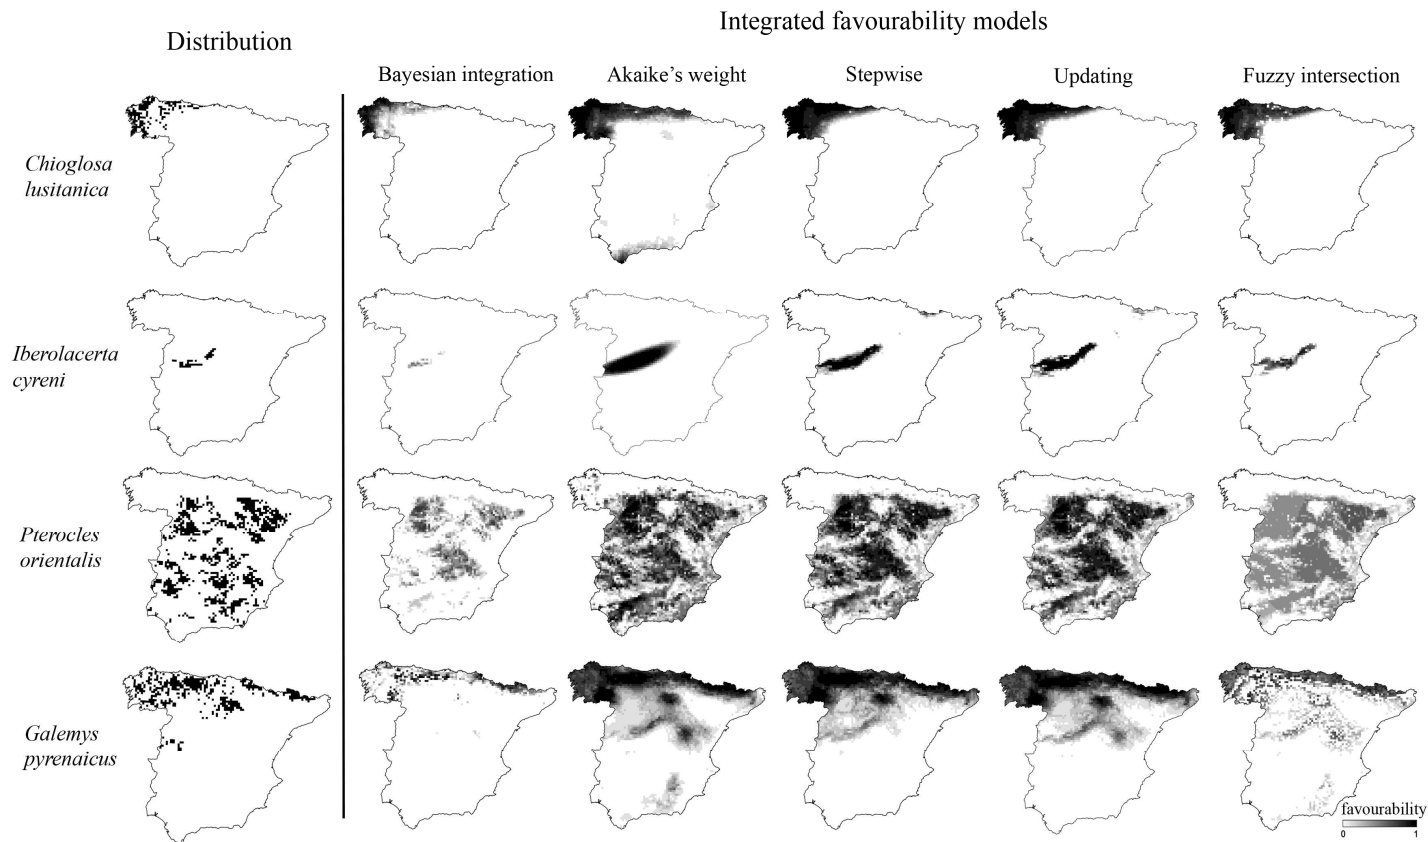 Integrated favourability models
Distribution
Bayesian integration
Akaike's weight
Stepwise
Updating
Fuzzy intersection
Chioglosa
lusitanica
Iberolacerta
cyreni
Pterocles
orientalis
Galemys
pyrenaicus
favourability
0 1